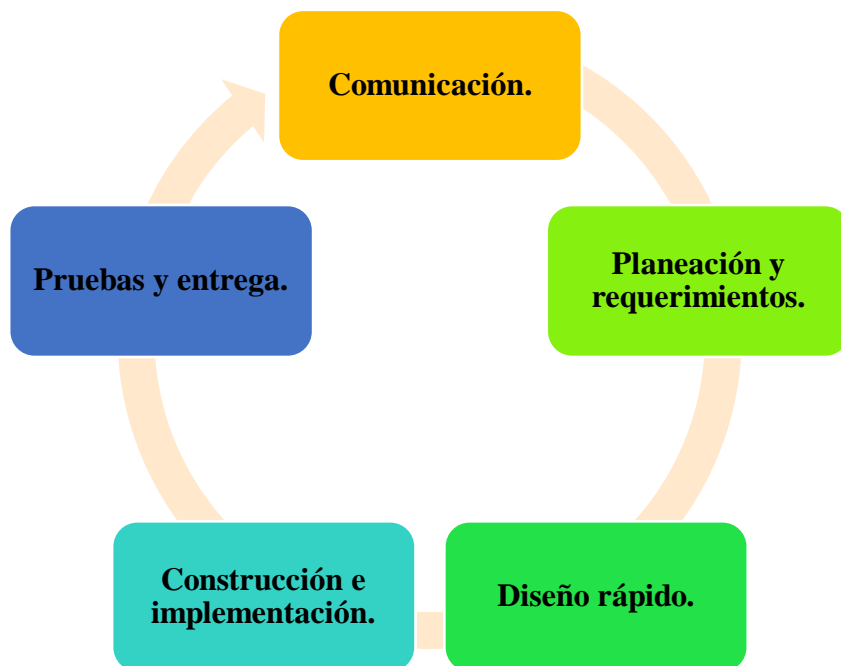 Comunicación.
Planeación y
requerimientos.
Diseño rápido.
Construcción e
implementación.
Pruebas y entrega.